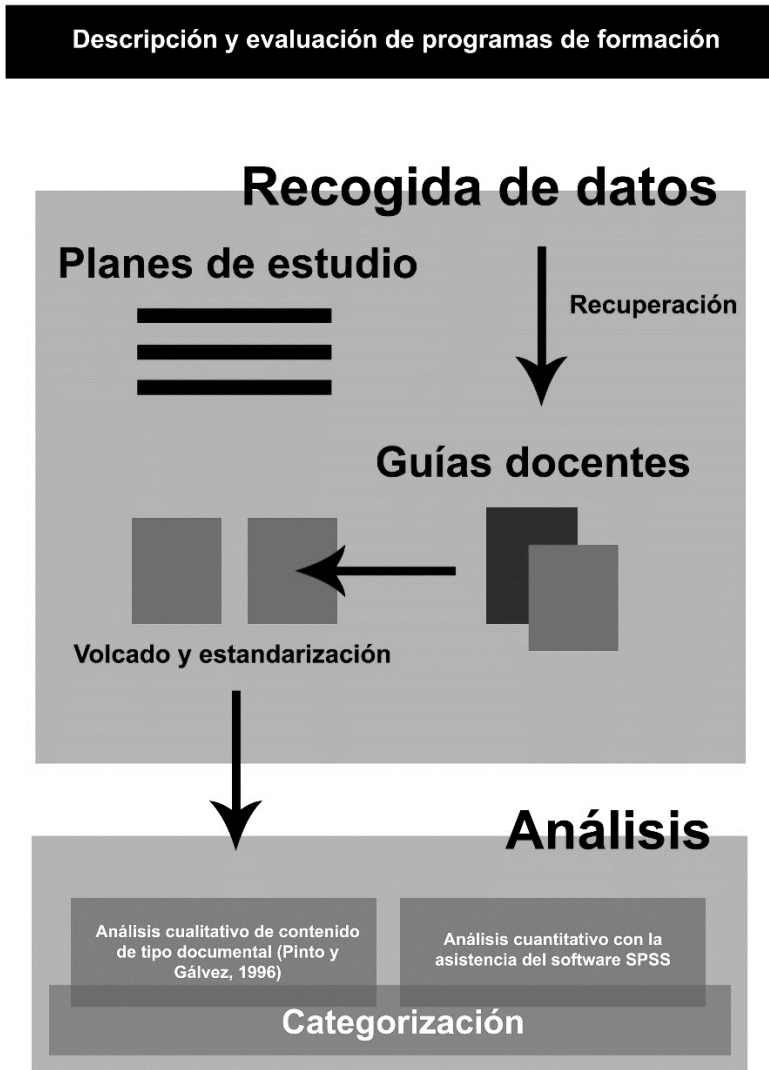 Descripción y evaluación de programas de formación
Recogida de datos
Planes de estudio
Recuperación
Guías docentes
Volcado y estandarización
Análisis
Análisis cualitativo de contenido
de tipo documental (Pinto y
Gálvez, 1996)
Análisis cuantitativo con la
asistencia del software SPSS
Categorización